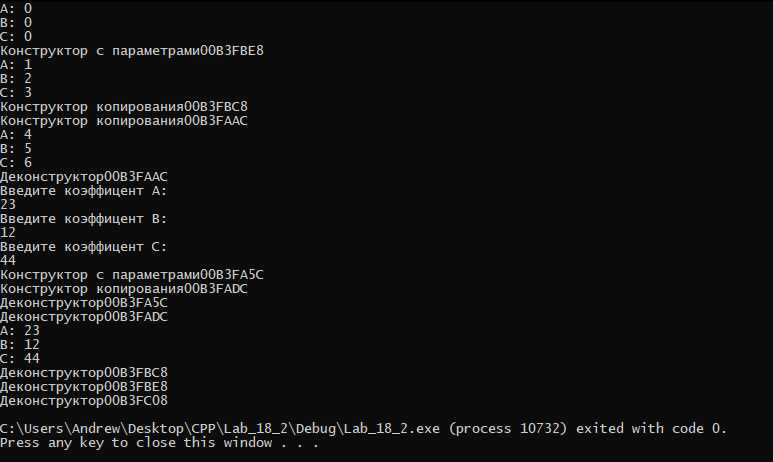 A: 0
B: 0
C: 0
Конструктор с параметрами00B3FBE8
A: 1
B: 2
C: 3
Конструктор копирования00B3FBC8
Конструктор копирования00B3FAAC
A: 4
B: 5
C: 6
Деконструктор00B3FAAC
Введите коэффицент A:
23
Введите коэффицент B:
12
Введите коэффицент C:
44
Конструктор с параметрами00B3FA5C
Конструктор копирования00B3FADC
Деконструктор00B3FA5C
Деконструктор00B3FADC
A: 23
B: 12
C: 44
Деконструктор00B3FBC8
Деконструктор00B3FBE8
Деконструктор00B3FC08
C:\Users\Andrew\Desktop\CPP\Lab_18_2\Debug\Lab_18_2.exe (process 10732) exited with code 0.
Press any key to close this window . . .